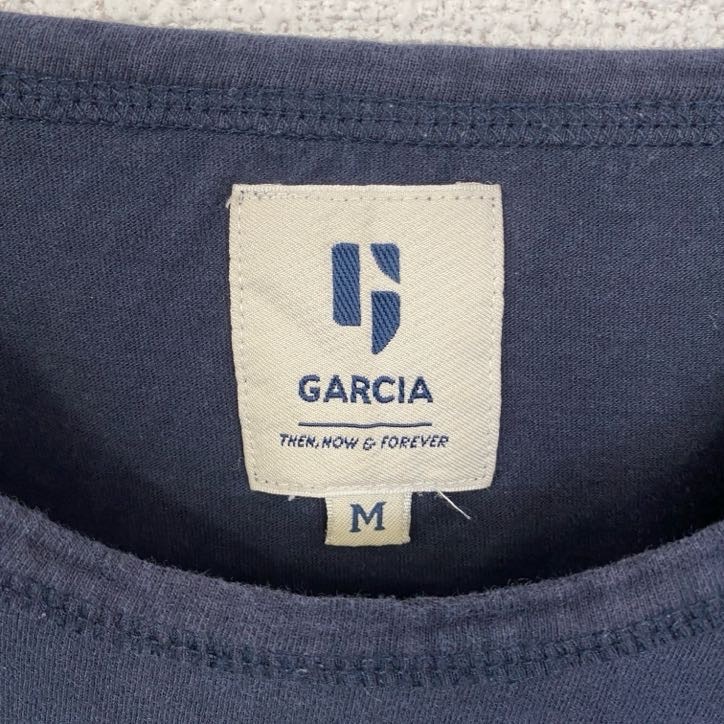 GARCIA
THEN, NOW & FOREVER
M